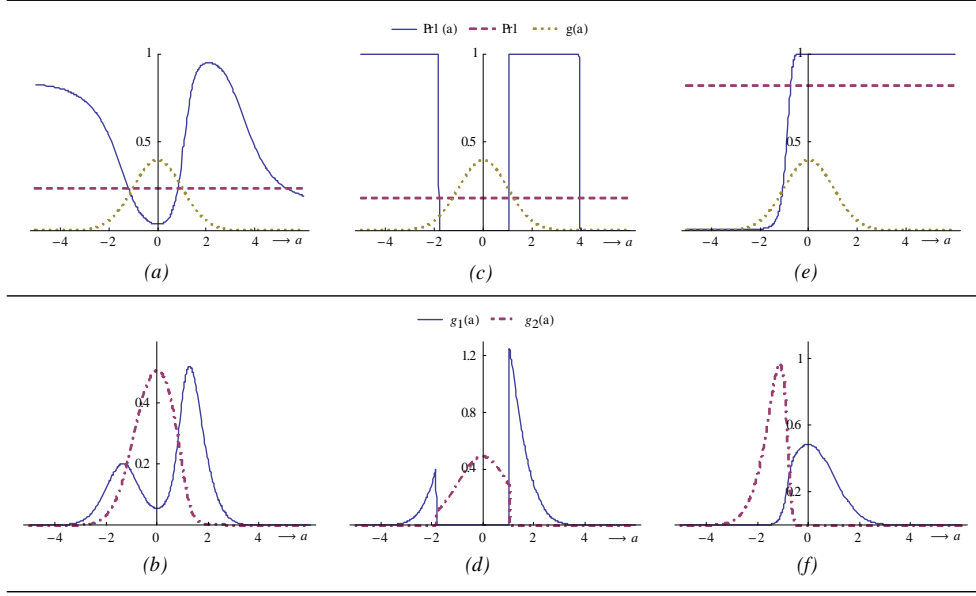 Pr1 (a) Pr1 g(a)
1 1 1
0.5 0.5 0.5
−4 −2 0 2 4 ⟶ a −4 −2 0 2 4 ⟶ a −4 −2 0 2 4 ⟶ a
(a) (c) (e)
g1(a) g2(a)
0.4 1.2 1
0.2 0.8 0.6
0.4 0.2
−4 −2 0 2 4 ⟶ a −4 −2 0 2 4 ⟶ a −4 −2 0 2 4 ⟶ a
(b) (d) (f)